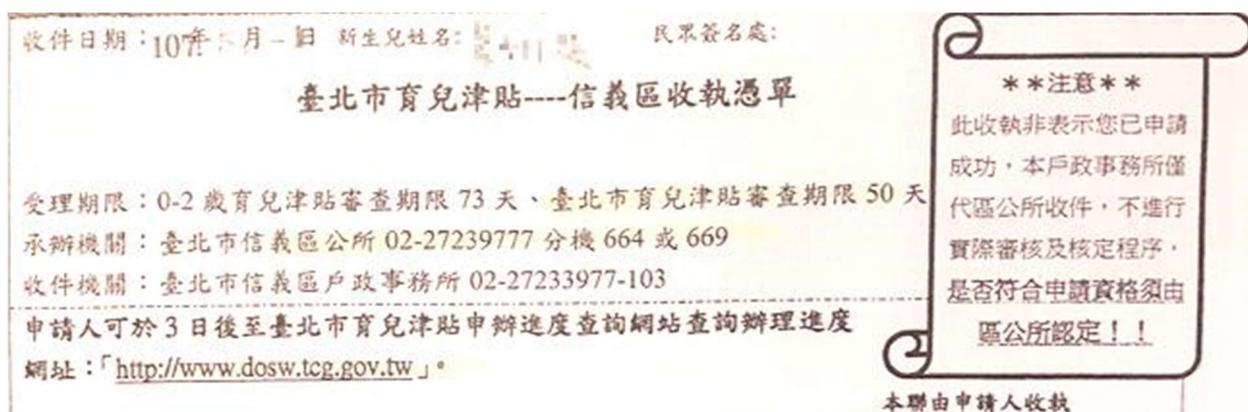 收件日期：107年 月 日 新生兒姓名: 民眾簽名處:
臺北市育兒津貼----信義區收執憑單
受理期限：0-2 歲育兒津貼審查期限 73 天、臺北市育兒津貼審查期限 50 天
承辦機關：臺北市信義區公所 02-27239777 分機 664 或 669
收件機關：臺北市信義區戶政事務所 02-27233977-103
申請人可於 3 日後至臺北市育兒津貼申辦進度查詢網站查詢辦理進度
網址：「http://www.dosw.tcg.gov.tw」。
＊＊注意＊＊
此收執非表示您已申請
成功，本戶政事務所僅
代區公所收件，不進行
實際審核及核定程序，
是否符合申請資格須由
區公所認定！！
本聯由申請人收執